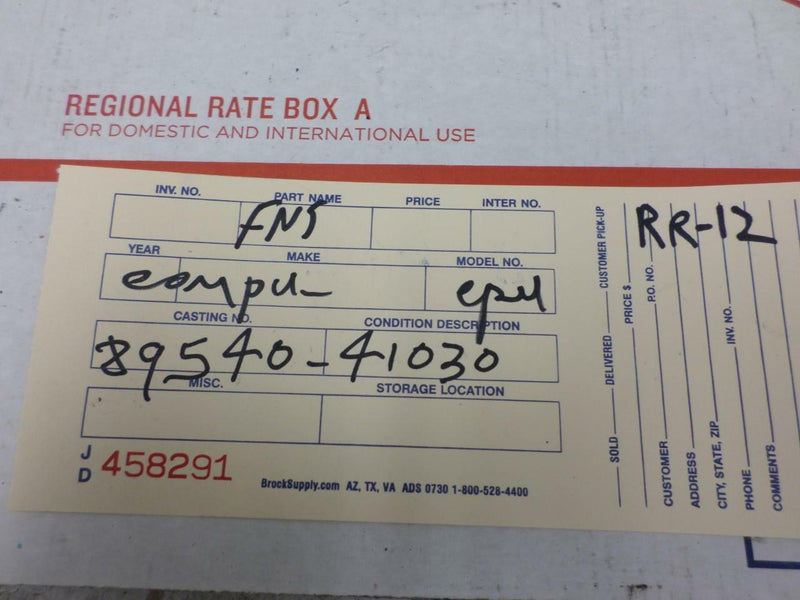 REGIONAL RATE BOX A
FOR DOMESTIC AND INTERNATIONAL USE
INV. NO. PART NAME PRICE INTER NO.
FNT
YEAR MAKE MODEL NO.
compu- cpu
CASTING NO. CONDITION DESCRIPTION
89540-41030
MISC. STORAGE LOCATION
JD 458291
BrockSupply.com AZ, TX, VA ADS 0730 1-800-528-4400
RR-12
SOLD DELIVERED CUSTOMER PICK-UP
PRICE $
CUSTOMER P.O. NO.
ADDRESS
CITY, STATE, ZIP INV. NO.
PHONE
COMMENTS